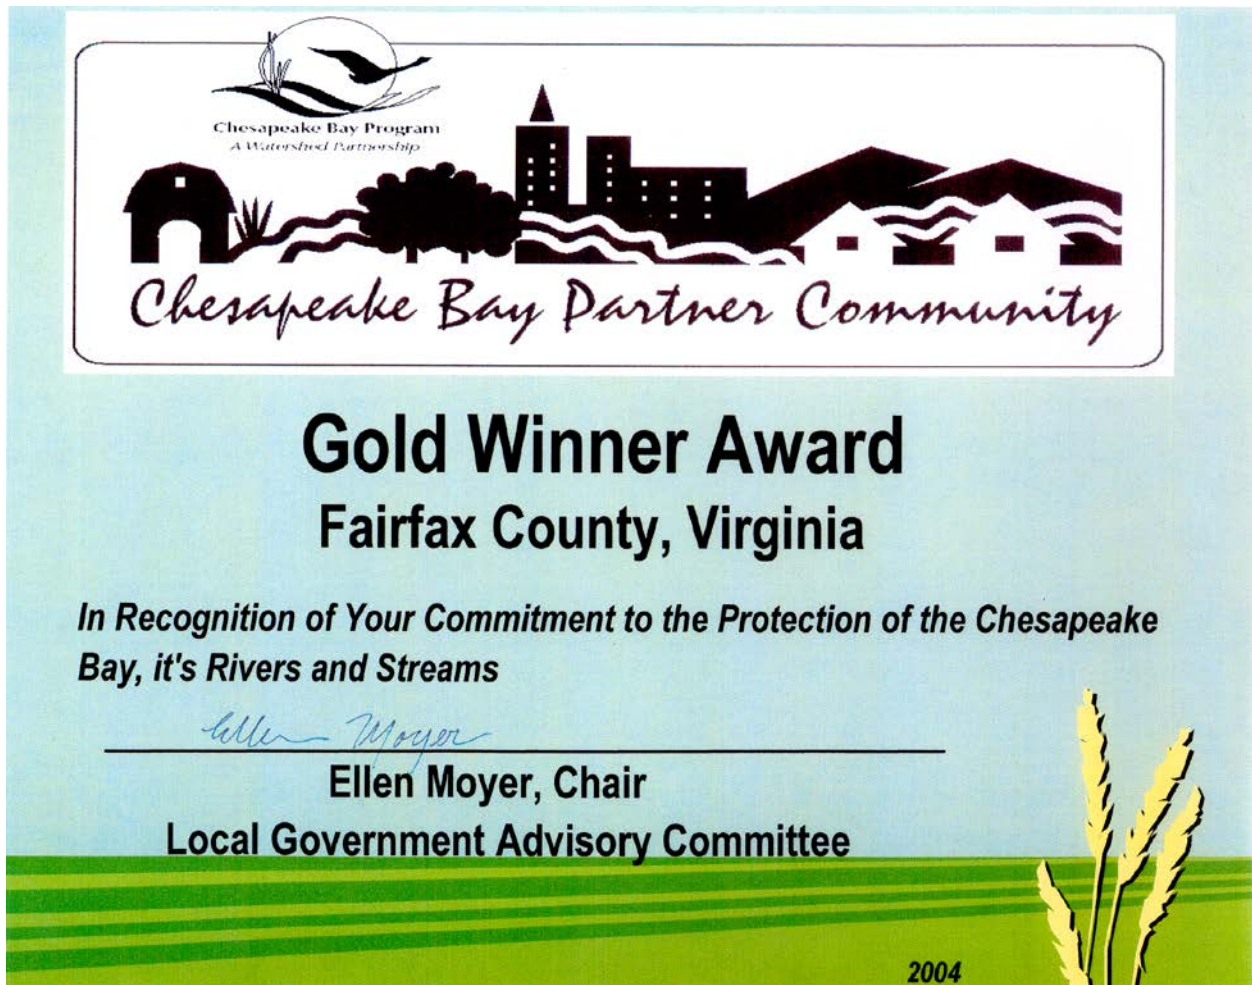 Chesapeake Bay Program
A Watershed Partnership
Chesapeake Bay Partner Community
Gold Winner Award
Fairfax County, Virginia
In Recognition of Your Commitment to the Protection of the Chesapeake
Bay, it's Rivers and Streams
Ellen Moyer
Ellen Moyer, Chair
Local Government Advisory Committee
2004